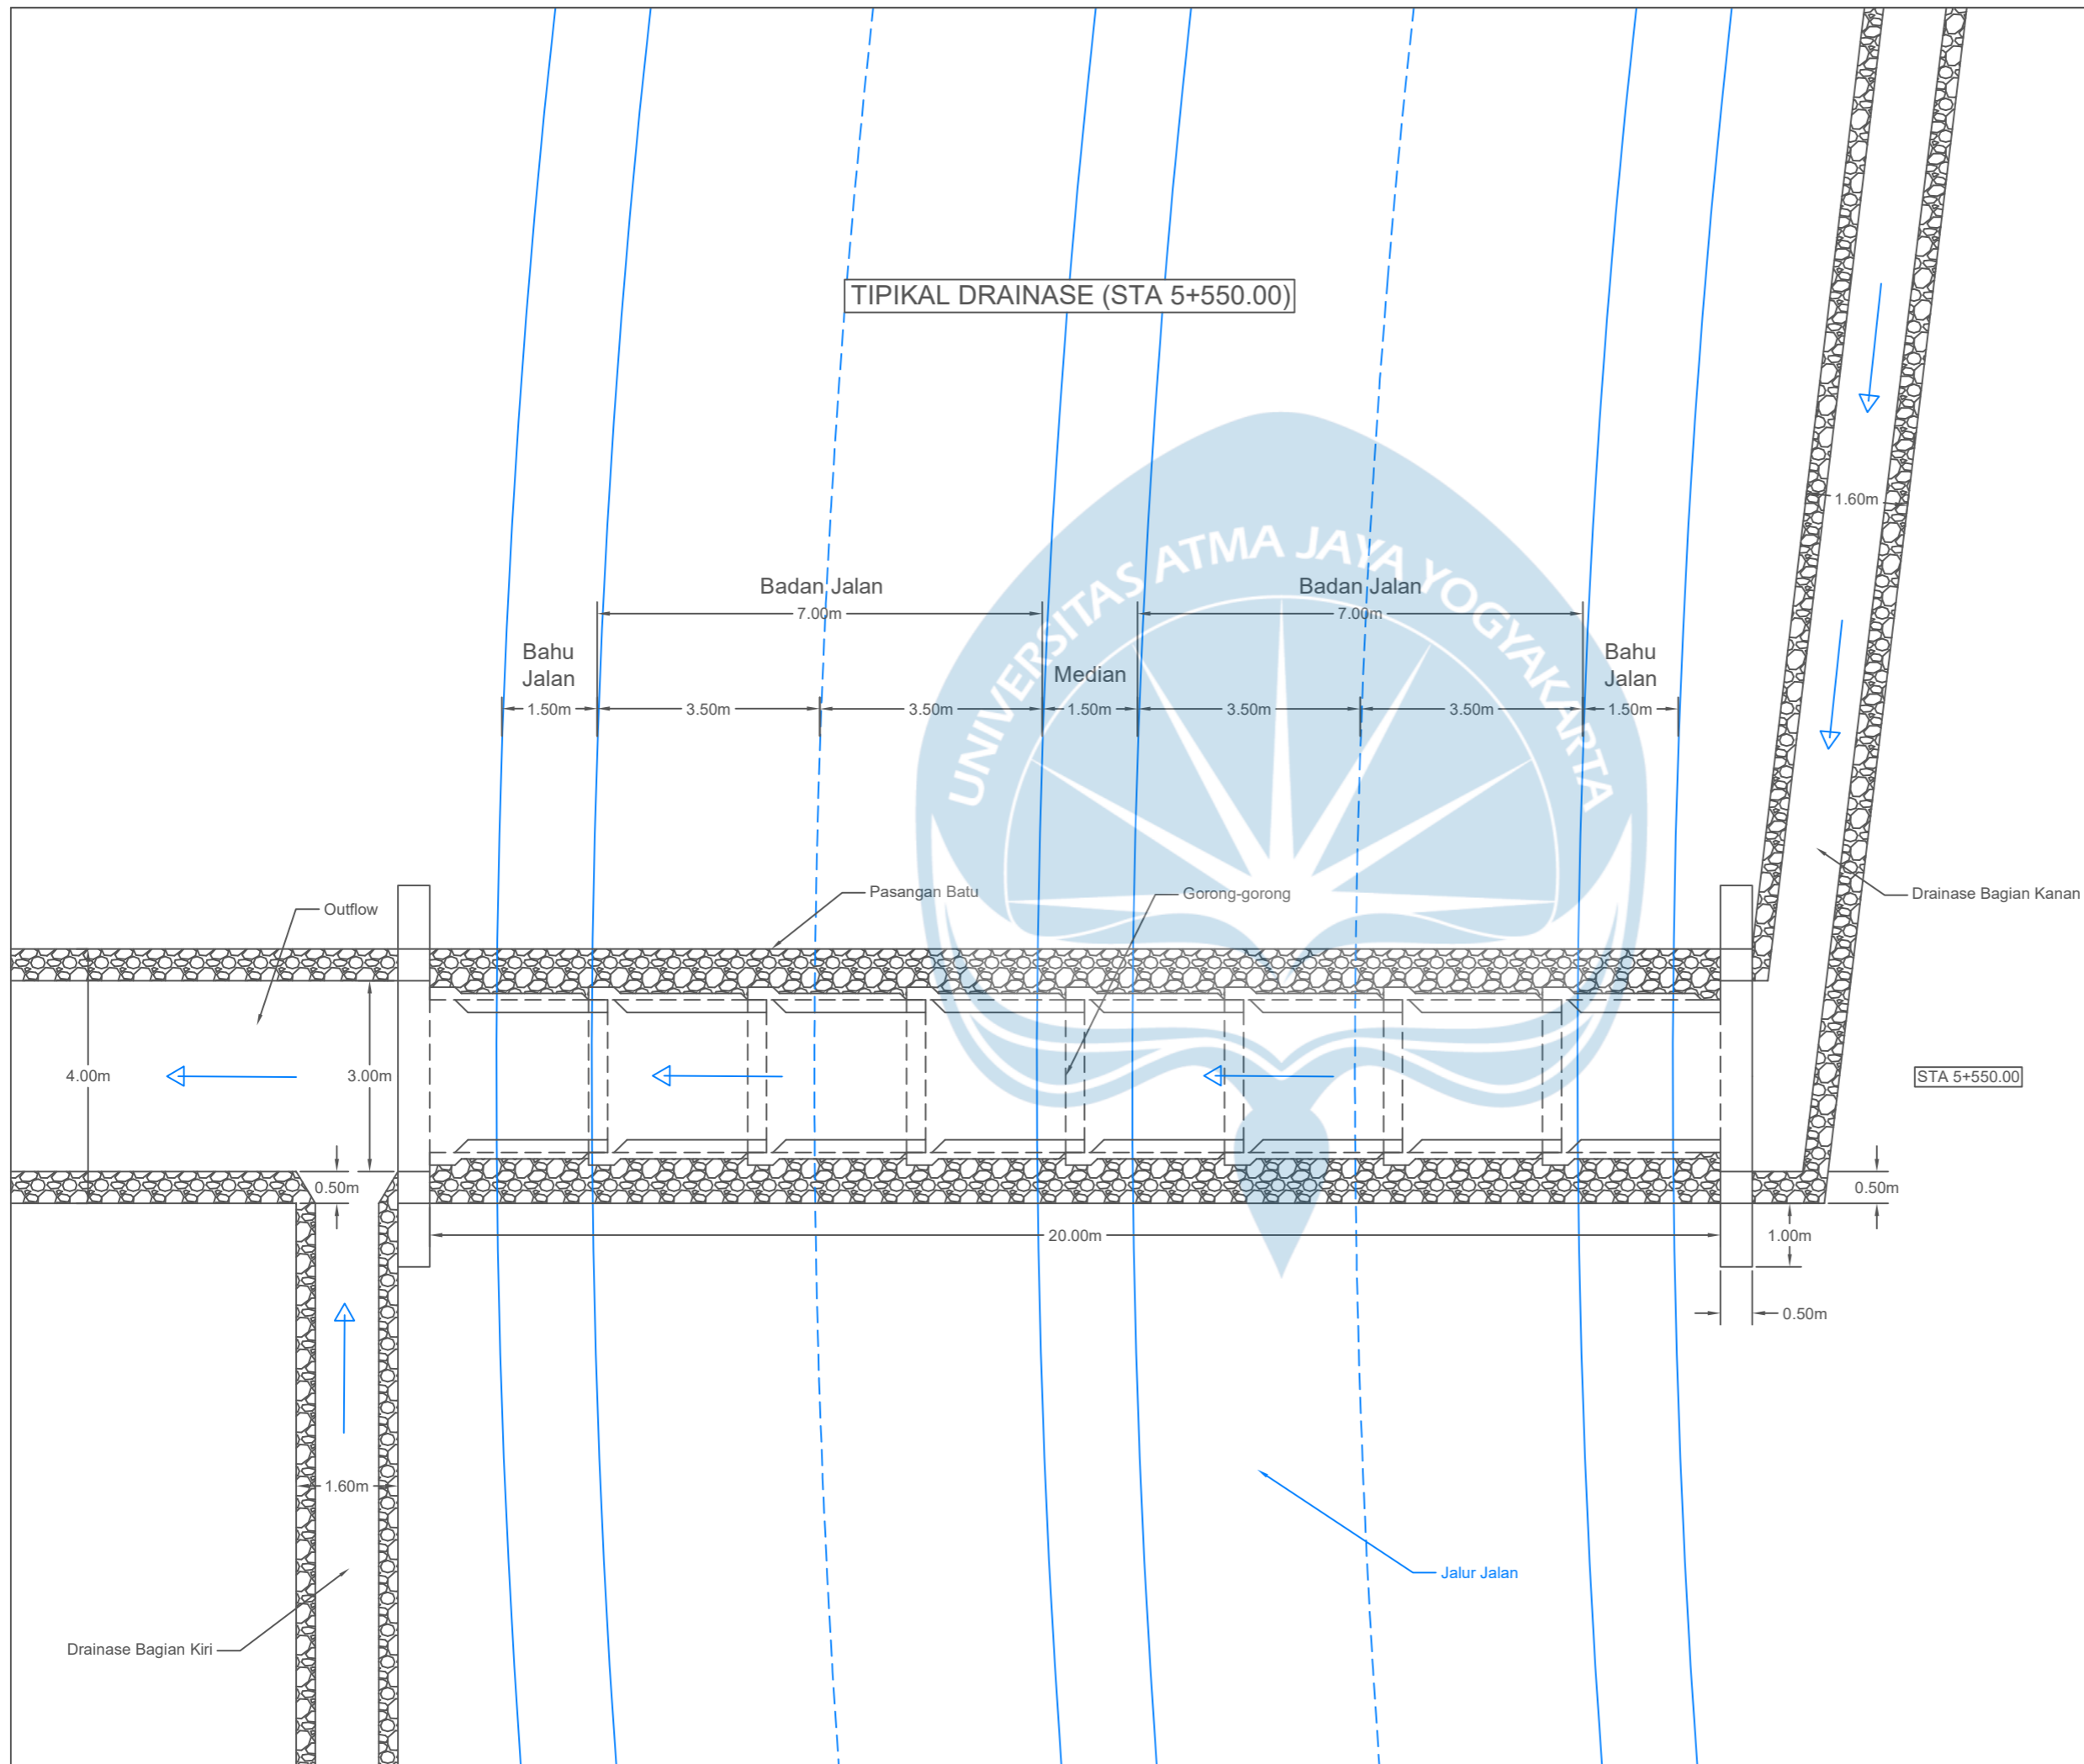 TIPIKAL DRAINASE (STA 5+550.00)
1.60m
UNIVERSITAS ATMA JAYA YOGYAKARTA
Badan Jalan
7.00m
Badan Jalan
7.00m
Bahu
Jalan
Median
Bahu
Jalan
1.50m
3.50m
3.50m
1.50m
3.50m
3.50m
1.50m
Outflow
Pasangan Batu
Gorong-gorong
Drainase Bagian Kanan
4.00m
3.00m
STA 5+550.00
0.50m
0.50m
20.00m
1.00m
0.50m
1.60m
Jalur Jalan
Drainase Bagian Kiri